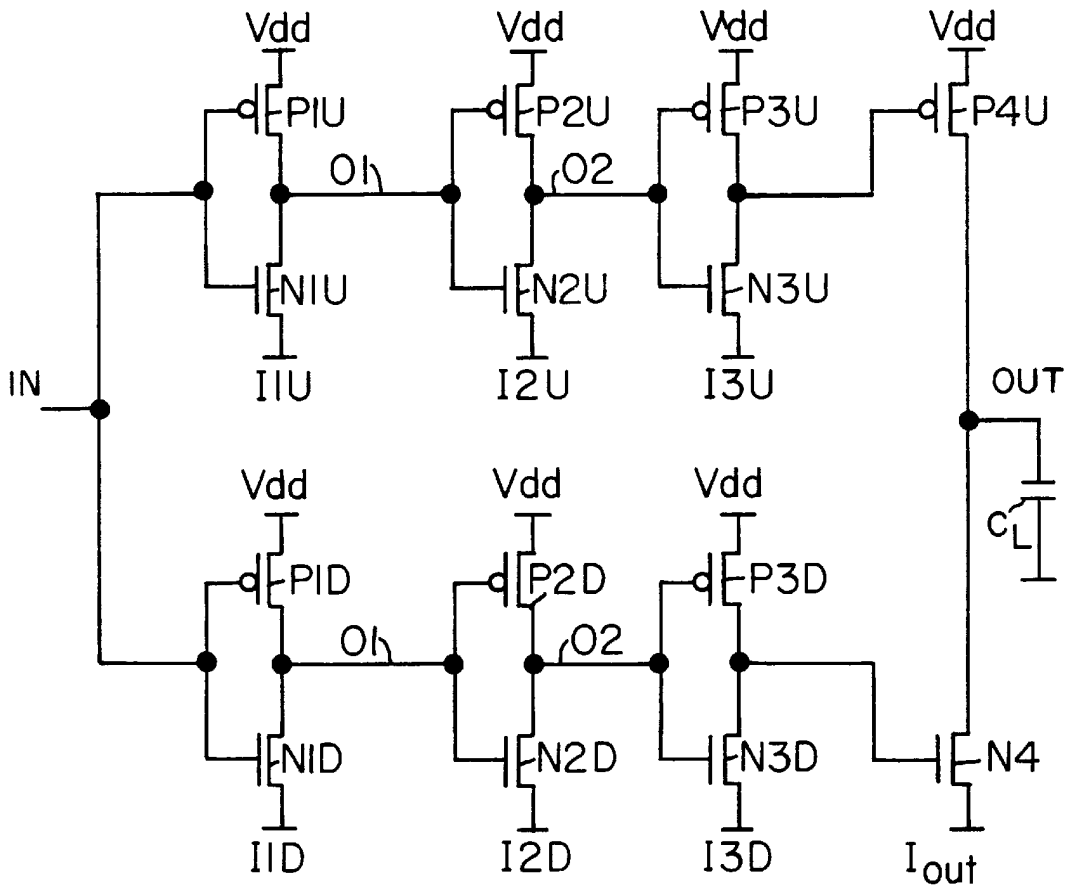 Vdd Vdd Vdd Vdd
P1U P2U P3U P4U
O1 O2
N1U N2U N3U
I1U I2U I3U
IN
OUT
Vdd Vdd Vdd
CL
P1D P2D P3D
O1 O2
N1D N2D N3D N4
I1D I2D I3D Iout